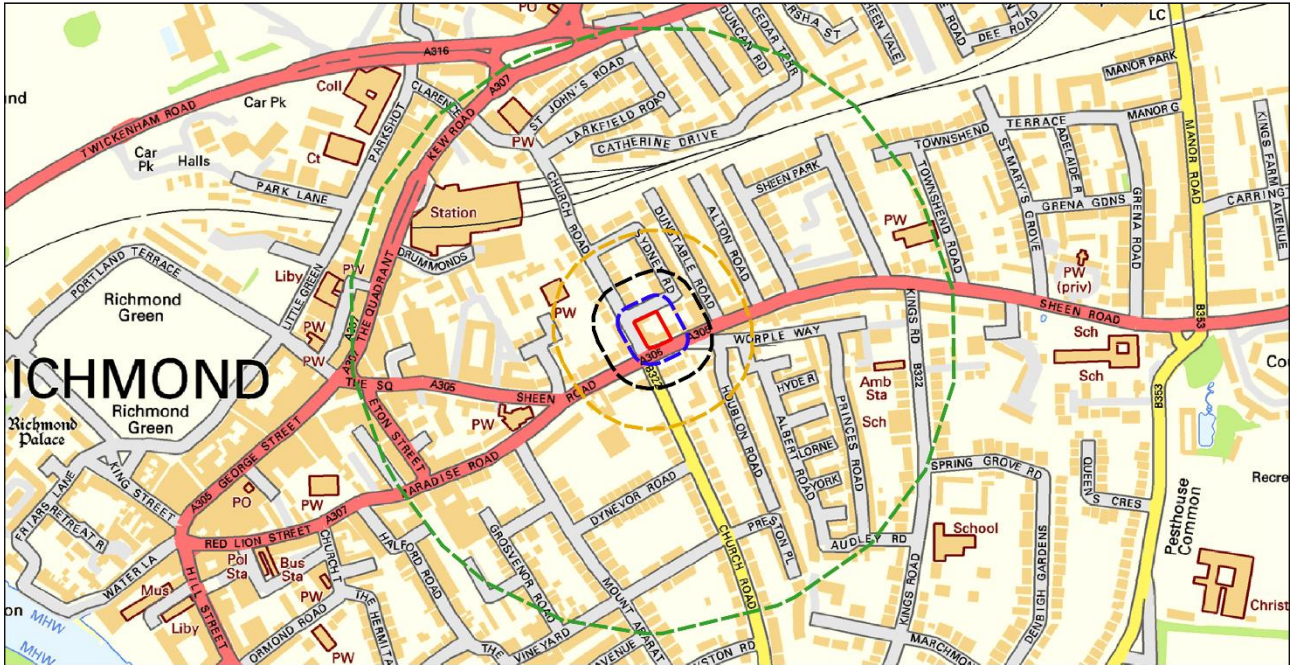 PO
PW
DUNCAN RD
CEDAR TERR
DEE ROAD
LC
A316
Coll
Car Pk
A307
CLARENCE
ST JOHN'S ROAD
LARKFIELD ROAD
MANOR PARK
TWICKENHAM ROAD
Ct
PARKSHOT
KEW ROAD
PW
CATHERINE DRIVE
TOWNSHEND
TERRACE
MANOR G
Car
Pk
Halls
PARK LANE
CHURCH ROAD
SHEEN PARK
ST MARY'S GROVE
ADELAIDE R
MANOR ROAD
KINGS FARM
AVENUE
Station
DUNSTABLE ROAD
ALTON ROAD
TOWNSHEND ROAD
GRENA GDNS
GRENA ROAD
CARRING
PORTLAND TERRACE
DRUMMONDS
SYDNEY RD
PW
Liby
PW
LITTLE GREEN
PW
(priv)
Richmond
Green
THE QUADRANT
A307
PW
SHEEN ROAD
B353
PW
PW
A305
A305
WORPLE WAY
KINGS RD
Sch
ICHMOND
THE SQ
A305
SHEEN ROAD
B322
HYDE R
Amb
Sta
B322
Sch
Richmond
Green
Richmond
Palace
ETON STREET
PW
HOUBLON ROAD
ALBERT ROAD
LORNE
YORK
PRINCES ROAD
Sch
B353
GEORGE STREET
KING STREET
PARADISE ROAD
SPRING GROVE RD
QUEEN S CRES
Recre
FRIARS LANE
RETREAT R
A305
PO
PW
A307
DYNEVOR ROAD
PRESTON PL
AUDLEY RD
School
Pesthouse
Common
WATER LA
RED LION STREET
Pol
Sta
Bus
Sta
CHURCH T
HALFORD ROAD
GROSVENOR ROAD
CHURCH ROAD
KINGS ROAD
DENBIGH GARDENS
Mus
Liby
HILL STREET
PW
ORMOND ROAD
PW
THE HERMITA
THE VINEYARD
MOUNT ARARAT
AVENUE
YSTON RD
MARCHMON
Christ
MHW
MHW